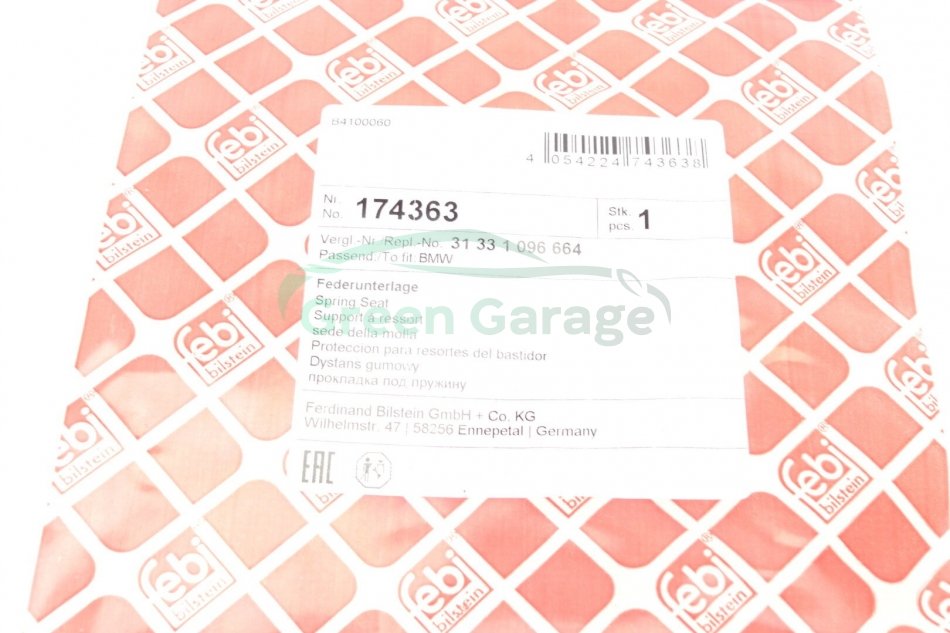 B4100060
4 054224 743638
Nr.
No. 174363
Stk.
pcs. 1
Vergl.-Nr./Repl.-No. 31 33 1 096 664
Passend./To fit BMW
Federunterlage
Spring Seat
Support à ressort
sede della molla
Protección para resortes del bastidor
Dystans gumowy
прокладка под пружину
Green Garage®
Ferdinand Bilstein GmbH + Co. KG
Wilhelmstr. 47 | 58256 Ennepetal | Germany
EAC
febi
bilstein